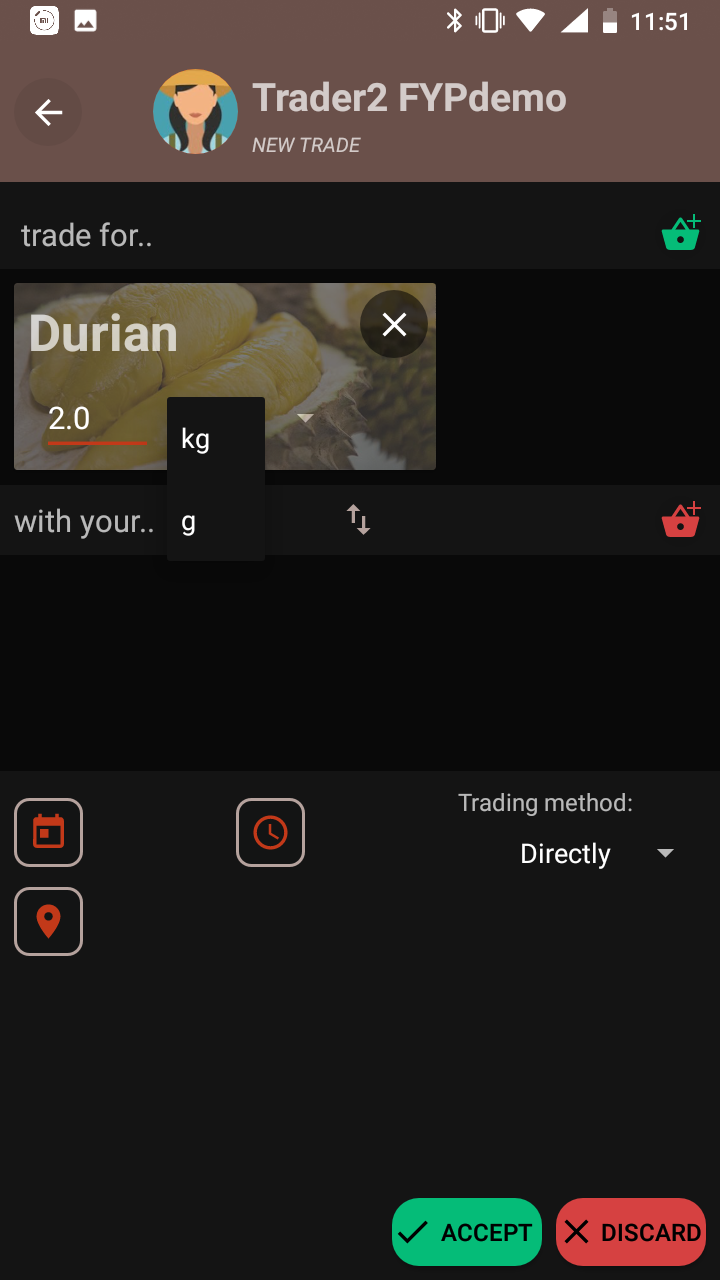 11:51
Trader2 FYPdemo
NEW TRADE
trade for..
Durian
2.0
kg
g
with your..
Trading method:
Directly
ACCEPT
DISCARD